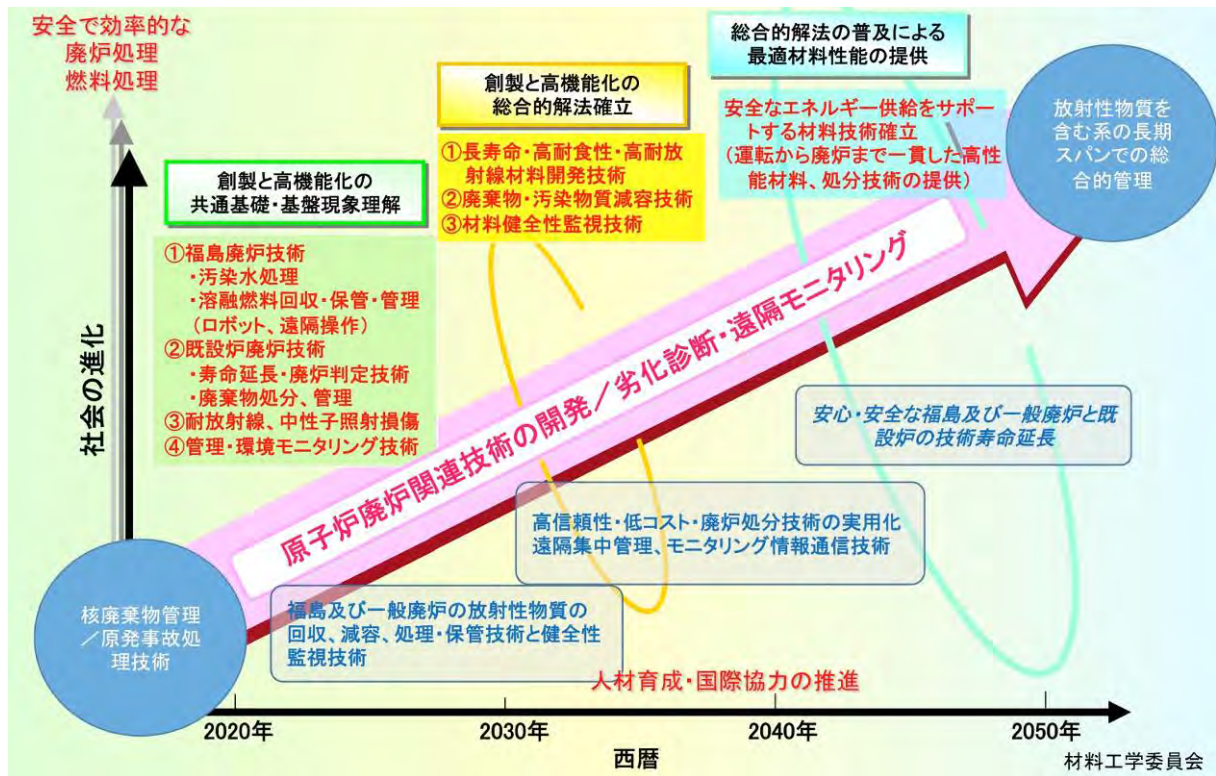 安全で効率的な
廃炉処理
燃料処理
創製と高機能化の
共通基礎・基盤現象理解
①福島廃炉技術
・汚染水処理
・溶融燃料回収・保管・管理
(ロボット、遠隔操作)
②既設炉廃炉技術
・寿命延長・廃炉判定技術
・廃棄物処分、管理
③耐放射線、中性子照射損傷
④管理・環境モニタリング技術
創製と高機能化の
総合的解法確立
①長寿命・高耐食性・高耐放
射線材料開発技術
②廃棄物・汚染物質減容技術
③材料健全性監視技術
総合的解法の普及による
最適材料性能の提供
安全なエネルギー供給をサポー
トする材料技術確立
(運転から廃炉まで一貫した高性
能材料、処分技術の提供)
放射性物質を
含む系の長期
スパンでの総
合的管理
社会の進化
原子炉廃炉関連技術の開発／劣化診断・遠隔モニタリング
安心・安全な福島及び一般廃炉と既
設炉の技術寿命延長
高信頼性・低コスト・廃炉処分技術の実用化
遠隔集中管理、モニタリング情報通信技術
核廃棄物管理
／原発事故処
理技術
福島及び一般廃炉の放射性物質の
回収、減容、処理・保管技術と健全性
監視技術
人材育成・国際協力の推進
2020年
2030年
2040年
2050年
西暦
材料工学委員会